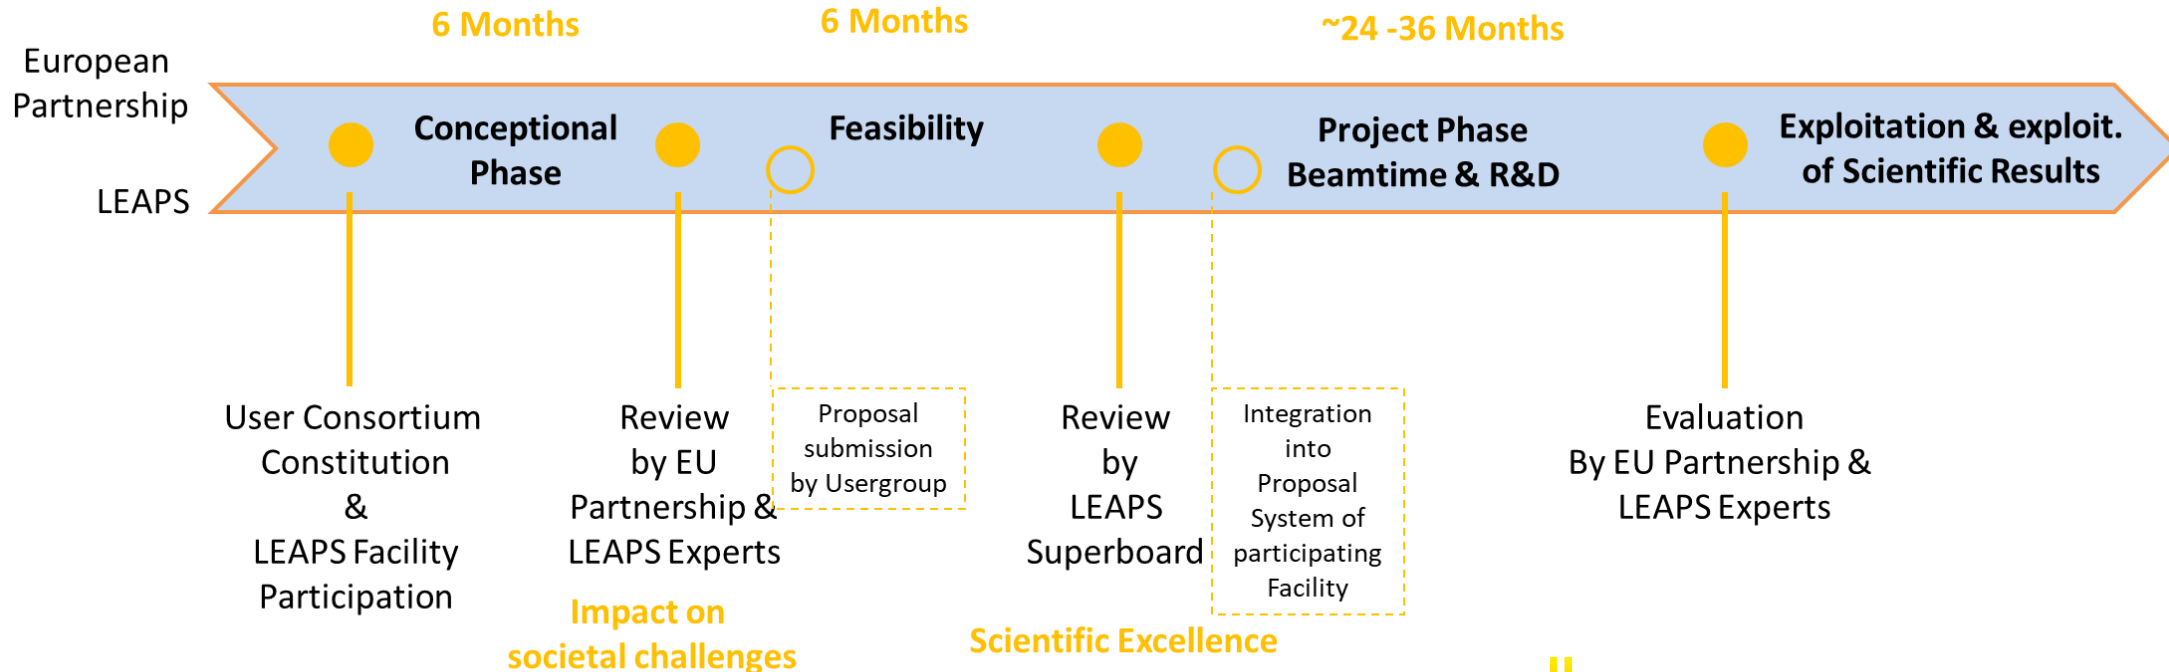 6 Months
6 Months
~24 -36 Months
European
Partnership
LEAPS
Conceptional
Phase
Feasibility
Project Phase
Beamtime & R&D
Exploitation & exploit.
of Scientific Results
User Consortium
Constitution
&
LEAPS Facility
Participation
Review
by EU
Partnership &
LEAPS Experts
Impact on
societal challenges
Proposal
submission
by Usergroup
Review
by
LEAPS
Superboard
Scientific Excellence
Integration
into
Proposal
System of
participating
Facility
Evaluation
By EU Partnership &
LEAPS Experts